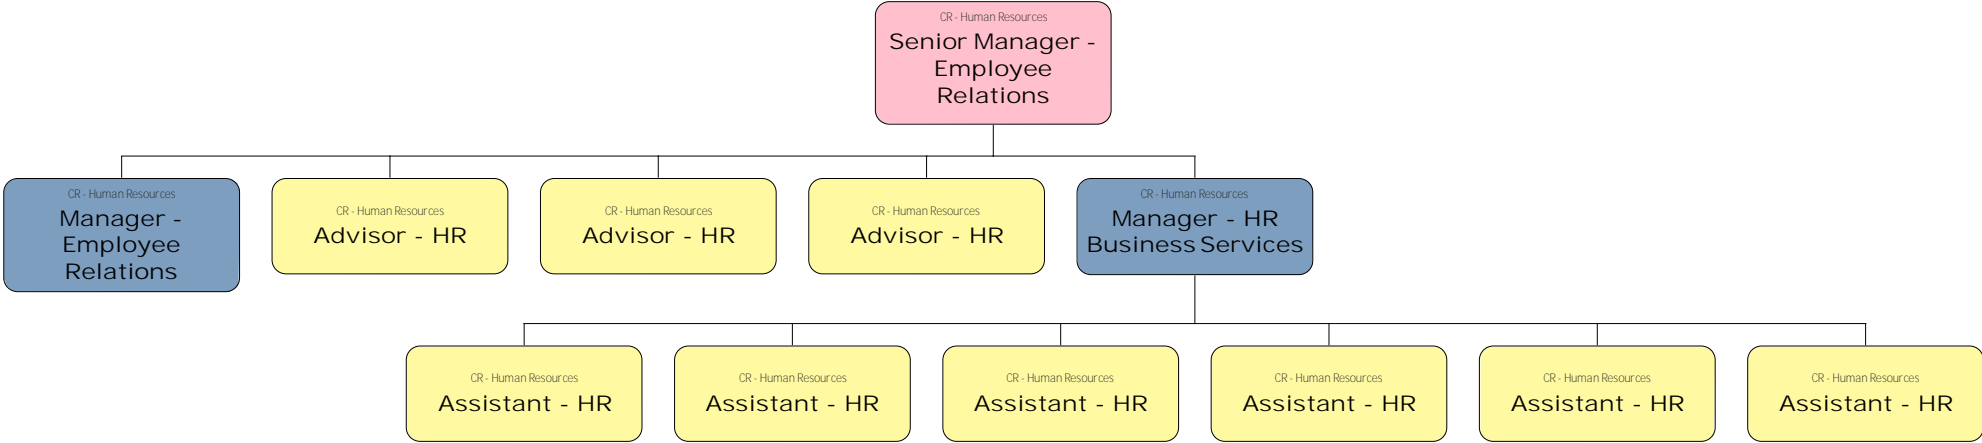 CR - Human Resources
Senior Manager -
Employee
Relations
CR - Human Resources
Manager -
Employee
Relations
CR - Human Resources
Advisor - HR
CR - Human Resources
Advisor - HR
CR - Human Resources
Advisor - HR
CR - Human Resources
Manager - HR
Business Services
CR - Human Resources
Assistant - HR
CR - Human Resources
Assistant - HR
CR - Human Resources
Assistant - HR
CR - Human Resources
Assistant - HR
CR - Human Resources
Assistant - HR
CR - Human Resources
Assistant - HR